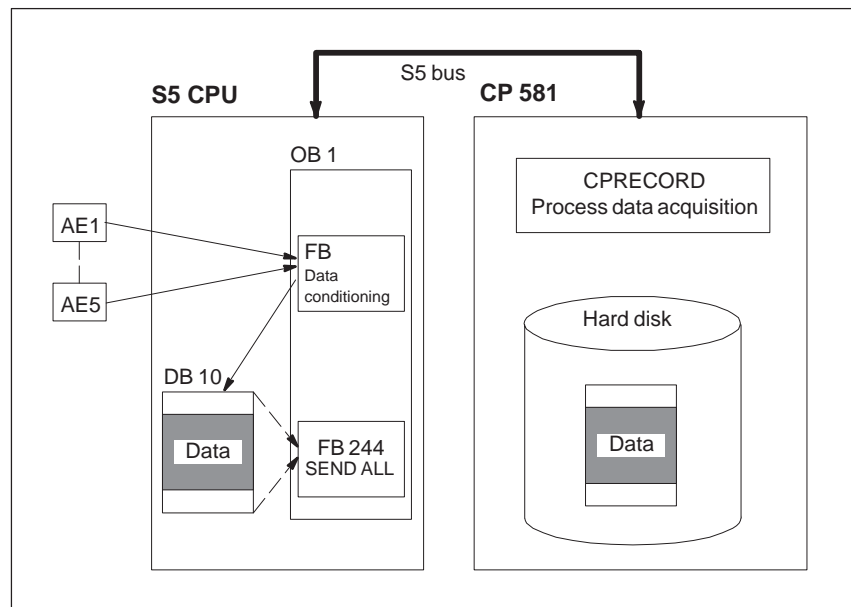 S5 bus
S5 CPU
CP 581
OB 1
CPRECORD
Process data acquisition
AE1
FB
Data
conditioning
AE5
Hard disk
DB 10
Data
FB 244
SEND ALL
Data